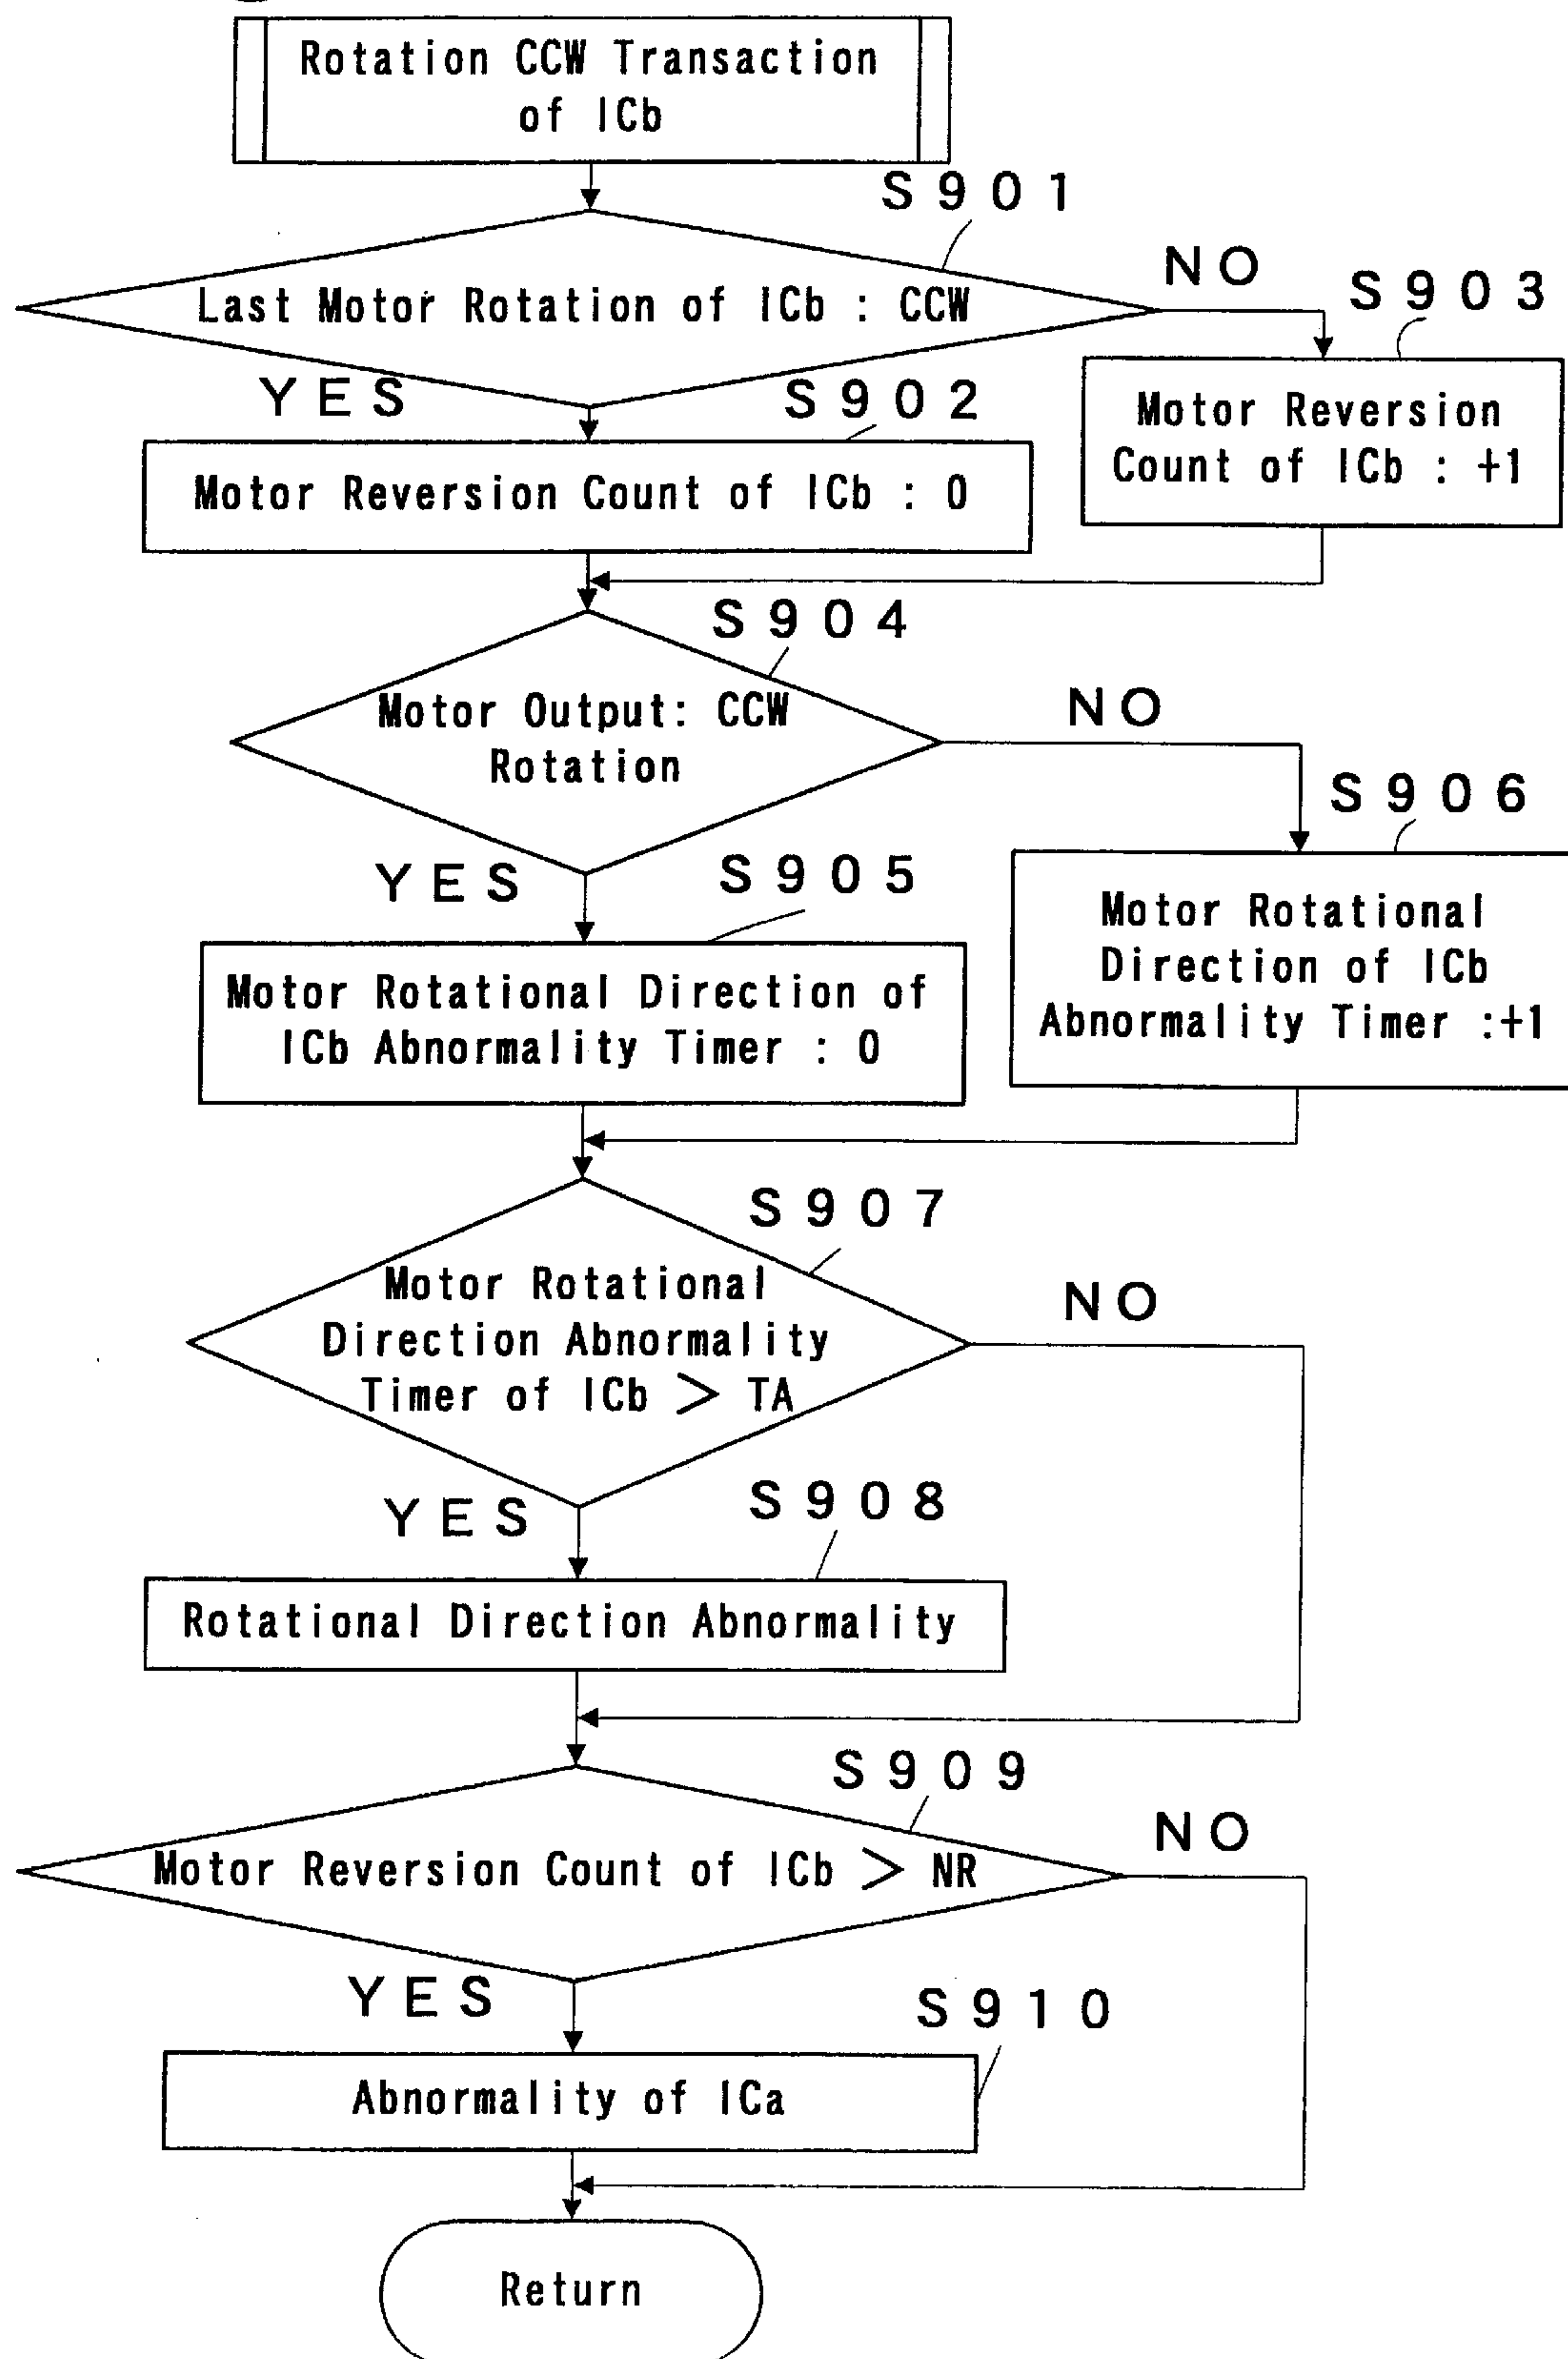 Rotation CCW Transaction
of ICb
S901
Last Motor Rotation of ICb : CCW
NO
S903
YES
S902
Motor Reversion
Count of ICb : +1
Motor Reversion Count of ICb : 0
S904
Motor Output: CCW
Rotation
NO
S906
YES
S905
Motor Rotational
Direction of ICb
Abnormality Timer :+1
Motor Rotational Direction of
ICb Abnormality Timer : 0
S907
Motor Rotational
Direction Abnormality
Timer of ICb > TA
NO
YES
S908
Rotational Direction Abnormality
S909
Motor Reversion Count of ICb > NR
NO
YES
S910
Abnormality of ICa
Return